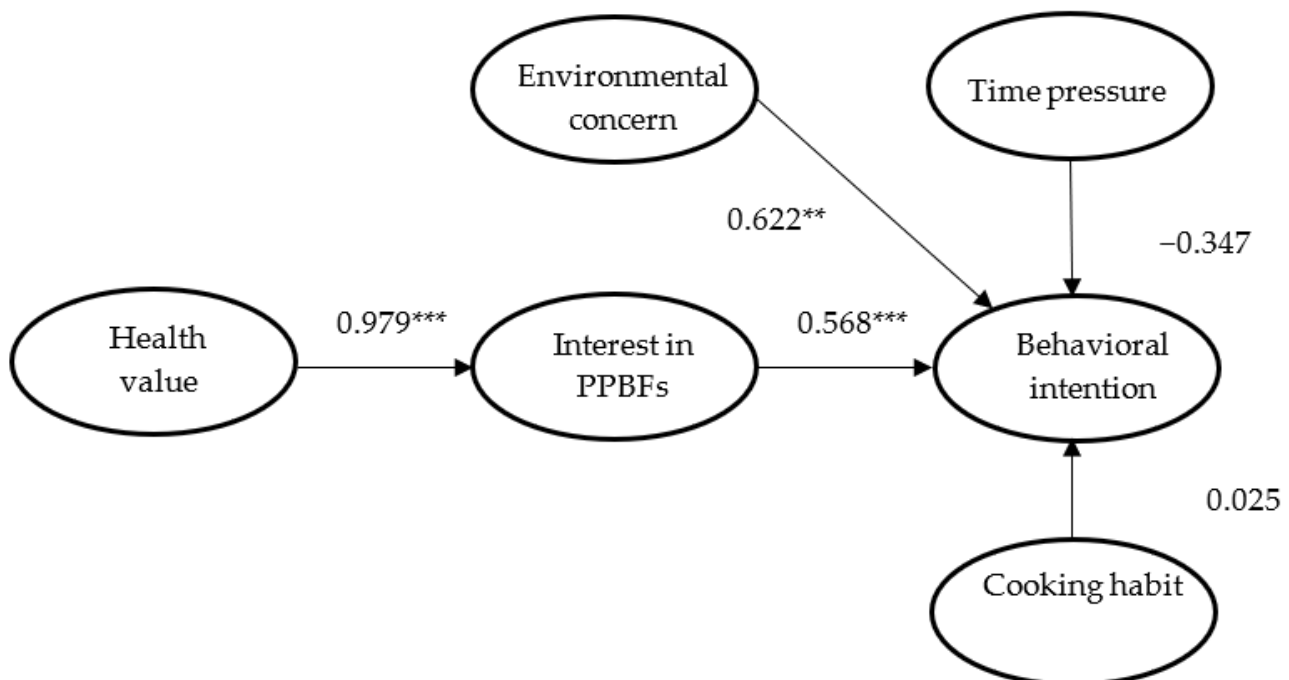 Environmental
concern
Time pressure
0.622**
−0.347
Health
value
0.979***
Interest in
PPBFs
0.568***
Behavioral
intention
0.025
Cooking habit